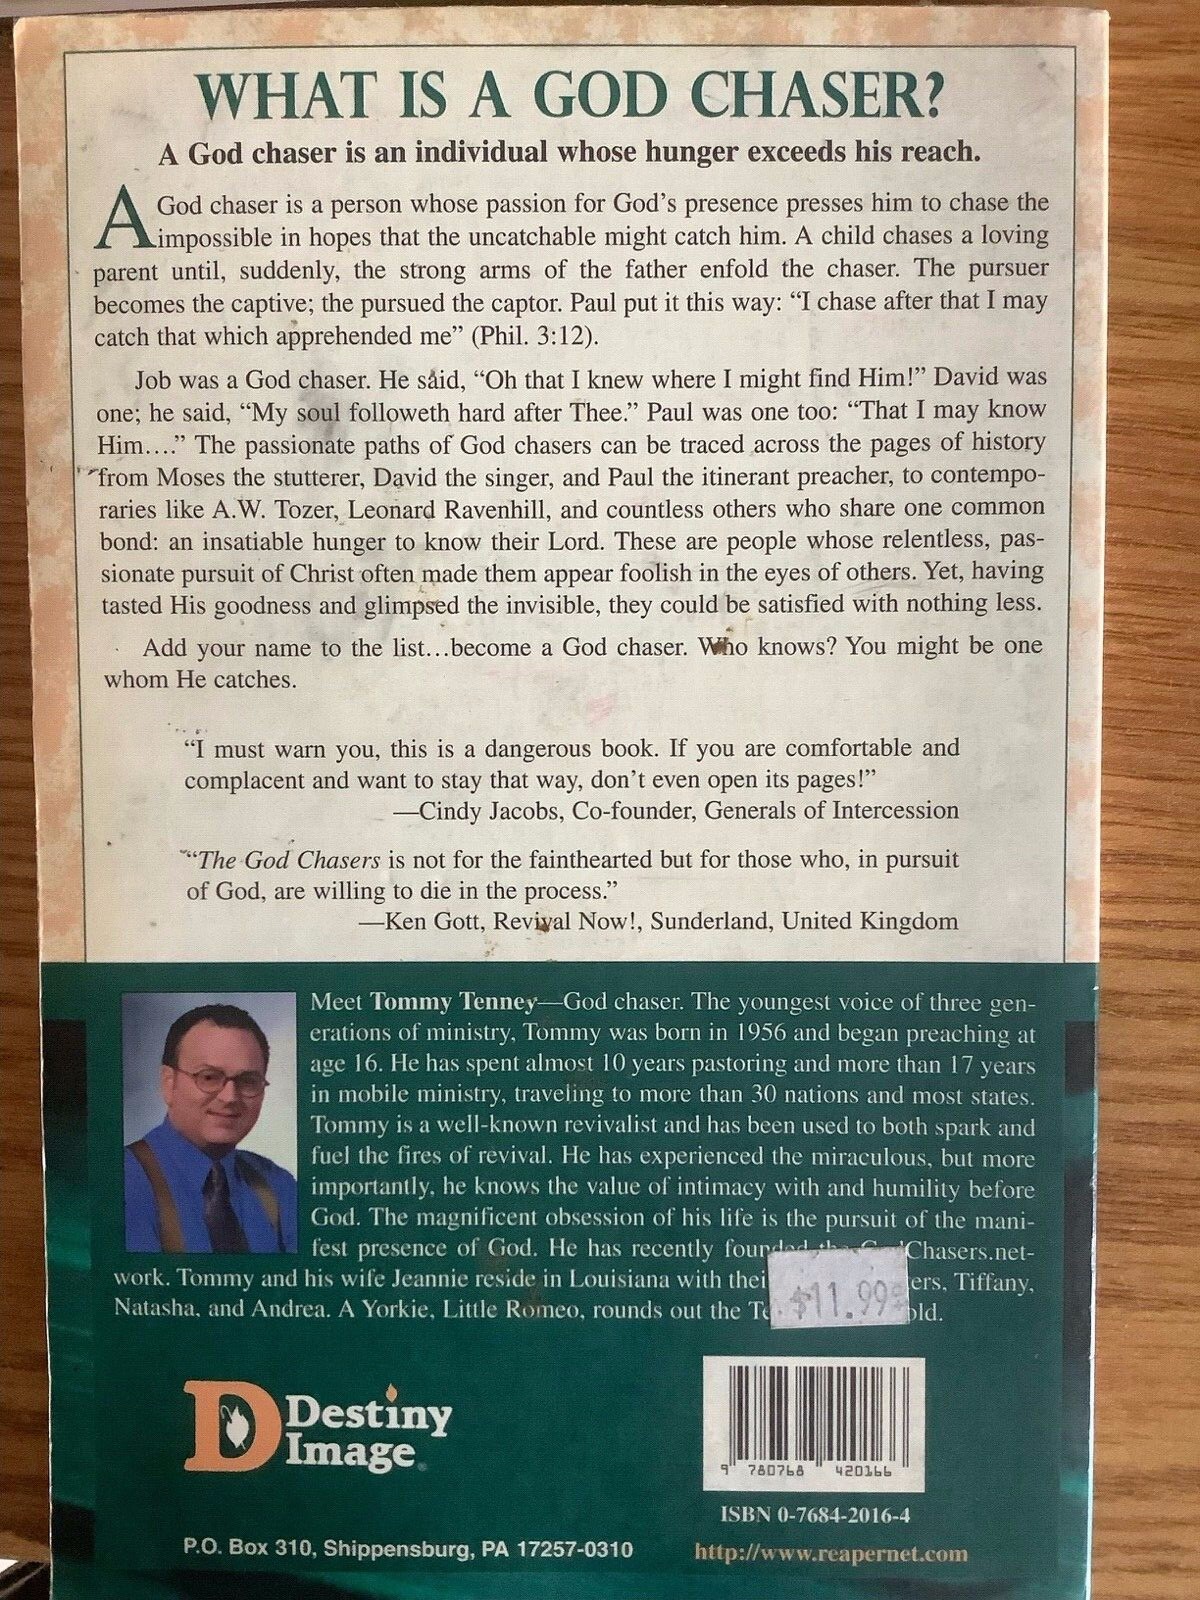 WHAT IS A GOD CHASER?
A God chaser is an individual whose hunger exceeds his reach.
A God chaser is a person whose passion for God's presence presses him to chase the
impossible in hopes that the uncatchable might catch him. A child chases a loving
parent until, suddenly, the strong arms of the father enfold the chaser. The pursuer
becomes the captive; the pursued the captor. Paul put it this way: “I chase after that I may
catch that which apprehended me” (Phil. 3:12).
Job was a God chaser. He said, “Oh that I knew where I might find Him!” David was
one; he said, “My soul followeth hard after Thee.” Paul was one too: “That I may know
Him....” The passionate paths of God chasers can be traced across the pages of history
from Moses the stutterer, David the singer, and Paul the itinerant preacher, to contempo-
raries like A.W. Tozer, Leonard Ravenhill, and countless others who share one common
bond: an insatiable hunger to know their Lord. These are people whose relentless, pas-
sionate pursuit of Christ often made them appear foolish in the eyes of others. Yet, having
tasted His goodness and glimpsed the invisible, they could be satisfied with nothing less.
Add your name to the list...become a God chaser. Who knows? You might be one
whom He catches.
“I must warn you, this is a dangerous book. If you are comfortable and
complacent and want to stay that way, don't even open its pages!”
—Cindy Jacobs, Co-founder, Generals of Intercession
“The God Chasers is not for the fainthearted but for those who, in pursuit
of God, are willing to die in the process.”
—Ken Gott, Revival Now!, Sunderland, United Kingdom
Meet Tommy Tenney—God chaser. The youngest voice of three gen-
erations of ministry, Tommy was born in 1956 and began preaching at
age 16. He has spent almost 10 years pastoring and more than 17 years
in mobile ministry, traveling to more than 30 nations and most states.
Tommy is a well-known revivalist and has been used to both spark and
fuel the fires of revival. He has experienced the miraculous, but more
importantly, he knows the value of intimacy with and humility before
God. The magnificent obsession of his life is the pursuit of the mani-
fest presence of God. He has recently founded the GodChasers.net-
work. Tommy and his wife Jeannie reside in Louisiana with thei ers, Tiffany,
Natasha, and Andrea. A Yorkie, Little Romeo, rounds out the Te old.
$11.99
Destiny
Image
9 780768 420166
ISBN 0-7684-2016-4
P.O. Box 310, Shippensburg, PA 17257-0310
http://www.reapernet.com